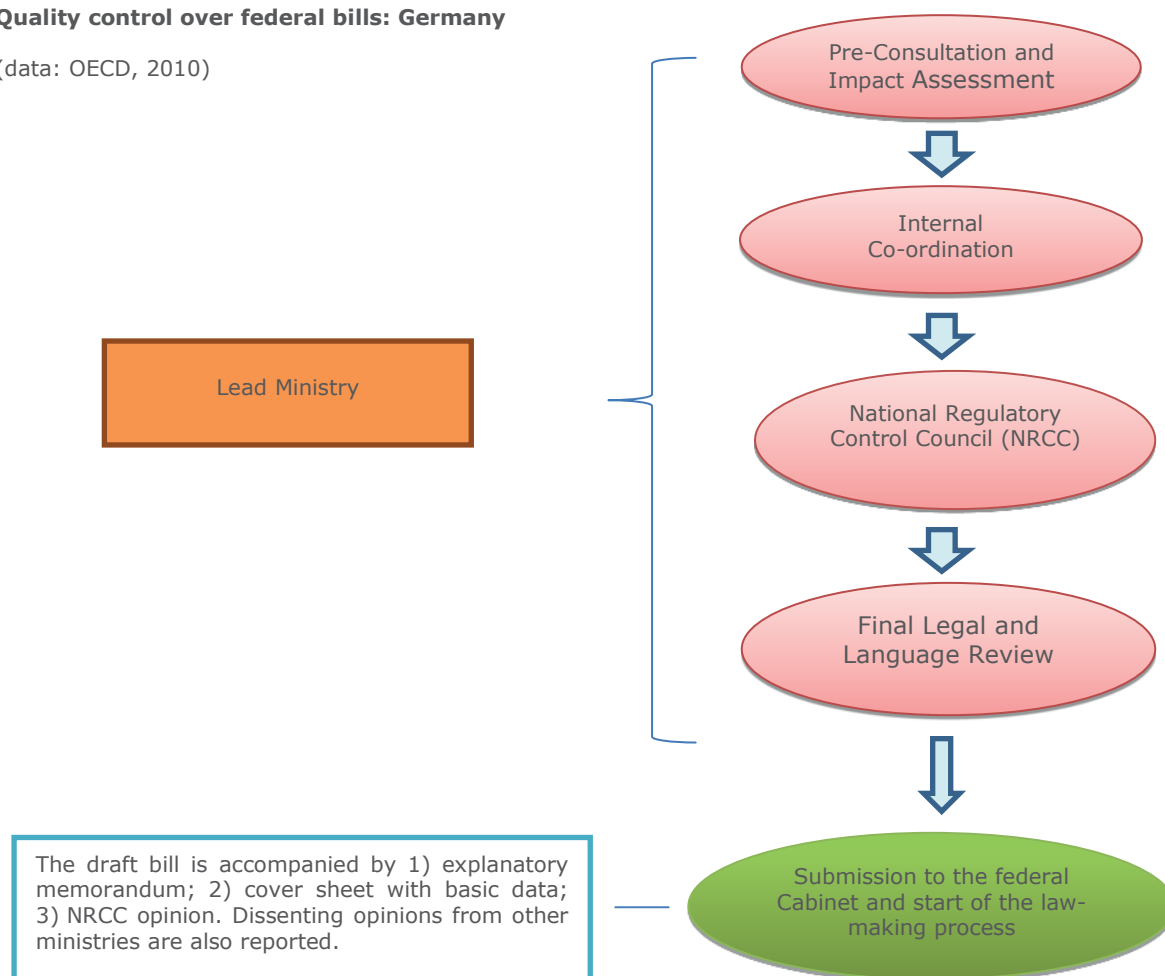 Quality control over federal bills: Germany
(data: OECD, 2010)
Pre-Consultation and
Impact Assessment
Internal
Co-ordination
Lead Ministry
National Regulatory
Control Council (NRCC)
Final Legal and
Language Review
The draft bill is accompanied by 1) explanatory
memorandum; 2) cover sheet with basic data;
3) NRCC opinion. Dissenting opinions from other
ministries are also reported.
Submission to the federal
Cabinet and start of the law-
making process